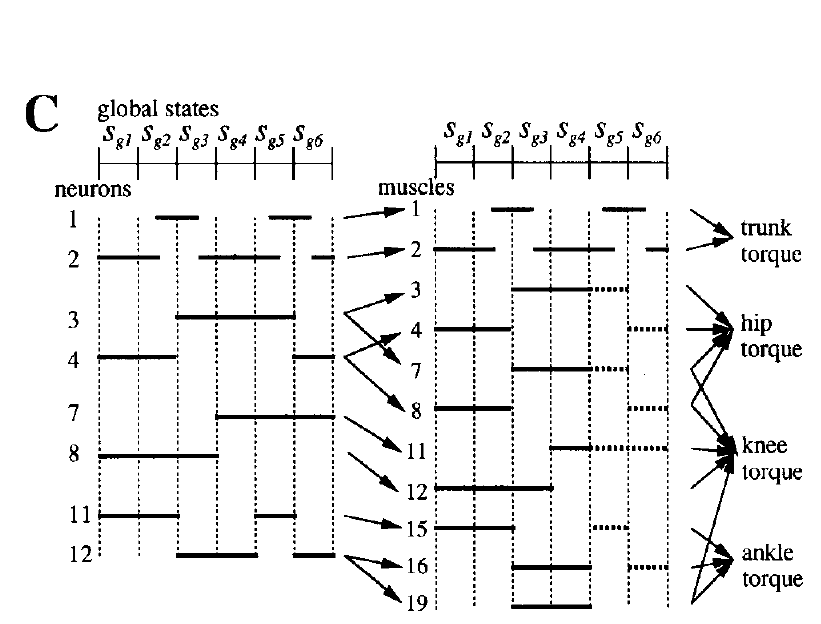 C
global states
Sg1 Sg2 Sg3 Sg4 Sg5 Sg6
neurons
1
2
3
4
7
8
11
12
Sg1 Sg2 Sg3 Sg4 Sg5 Sg6
muscles
1
2
3
4
7
8
11
12
15
16
19
trunk
torque
hip
torque
knee
torque
ankle
torque